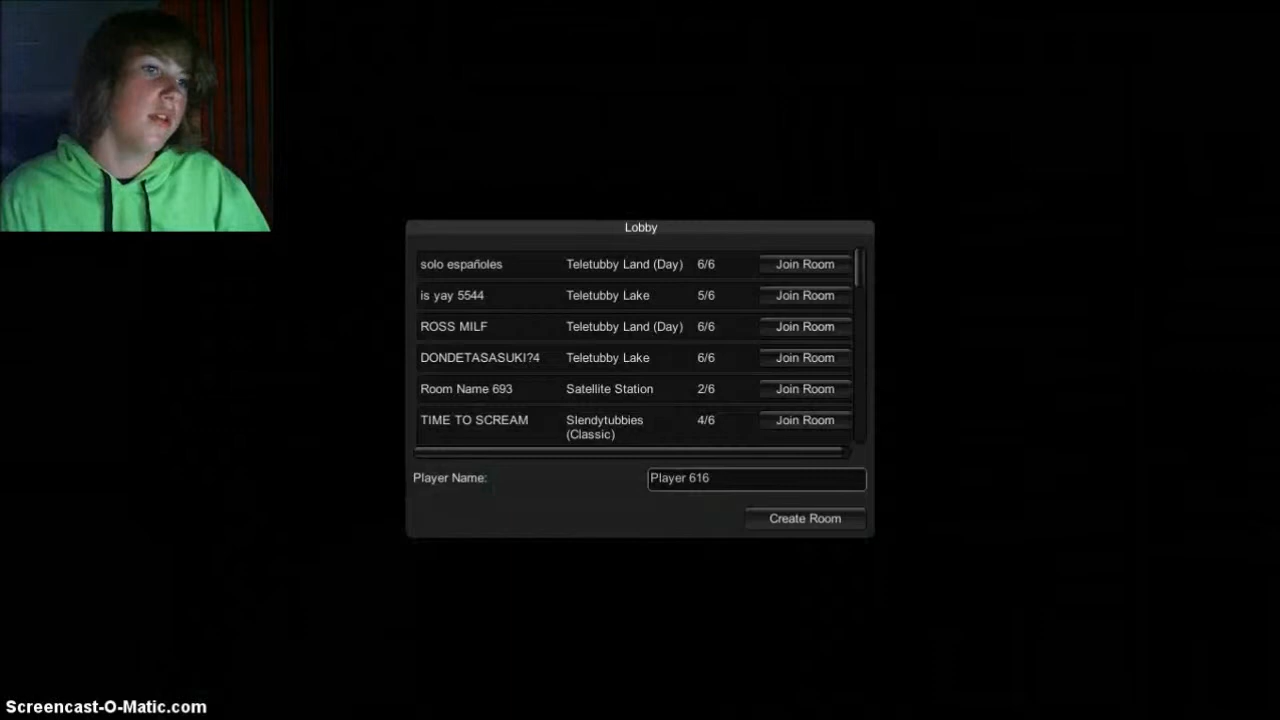 Lobby
solo españoles Teletubby Land (Day) 6/6 Join Room
is yay 5544 Teletubby Lake 5/6 Join Room
ROSS MILF Teletubby Land (Day) 6/6 Join Room
DONDETASASUKI?4 Teletubby Lake 6/6 Join Room
Room Name 693 Satellite Station 2/6 Join Room
TIME TO SCREAM Slendytubbies 4/6 Join Room
(Classic)
Player Name: Player 616
Create Room
Screencast-O-Matic.com